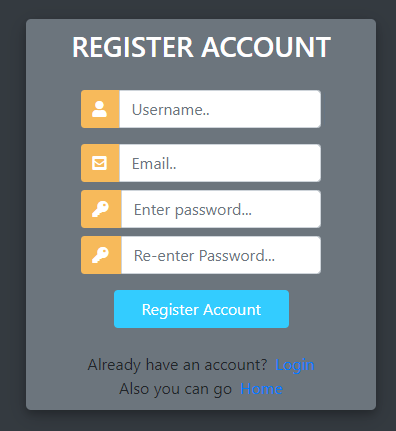 REGISTER ACCOUNT
Username..
Email..
Enter password...
Re-enter Password...
Register Account
Already have an account? Login
Also you can go Home